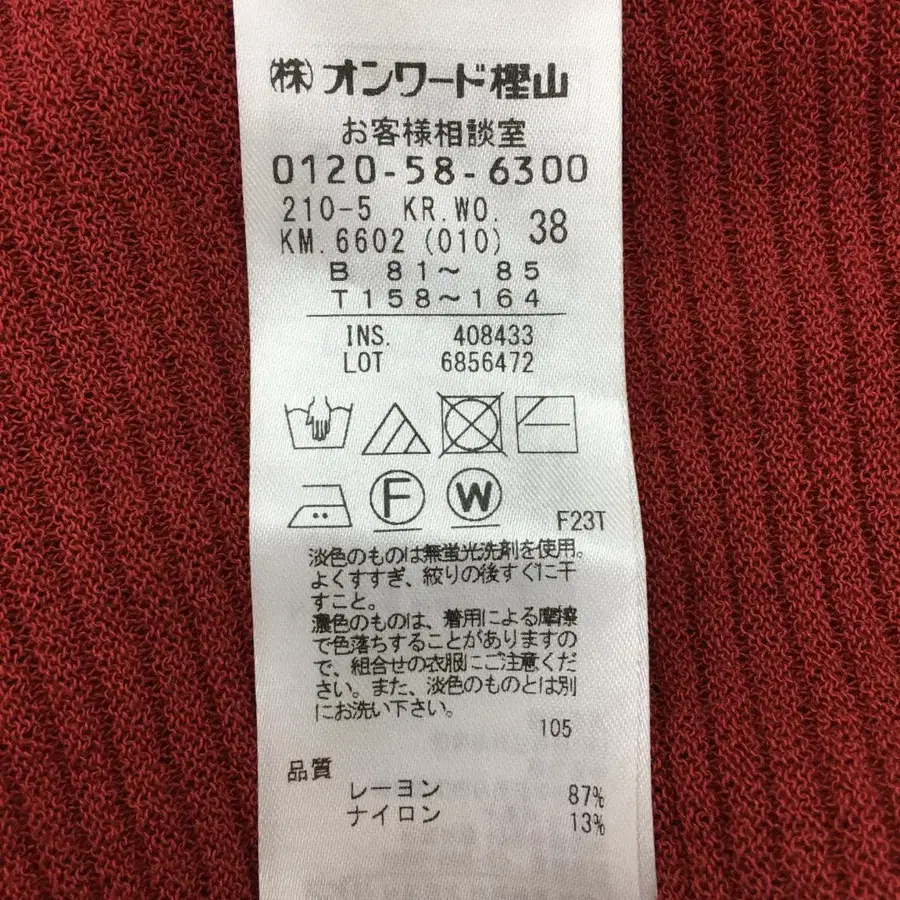 ㈱オンワード樫山
お客様相談室
0120-58-6300
210-5 KR.WO.
KM.6602(010) 38
B 81〜 85
T158〜164
INS. 408433
LOT 6856472
F W
F23T
淡色のものは無蛍光洗剤を使用。
よくすすぎ、絞りの後すぐに干
すこと。
濃色のものは、着用による摩擦
で色落ちすることがありますの
で、組合せの衣服にご注意くだ
さい。また、淡色のものとは別
にお洗い下さい。
105
品質
レーヨン 87%
ナイロン 13%